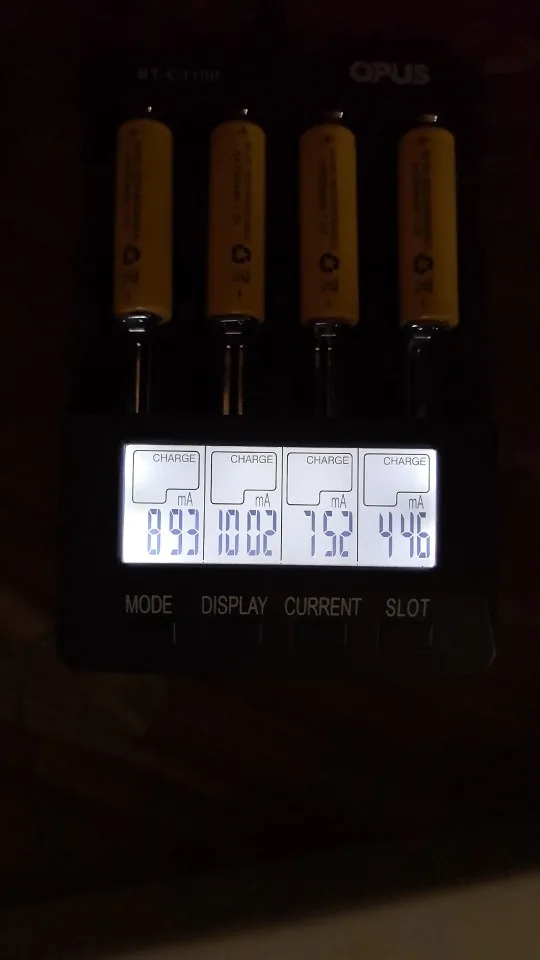 OPUS
CHARGE CHARGE CHARGE CHARGE
mA mA mA mA
893 1002 752 446
MODE DISPLAY CURRENT SLOT